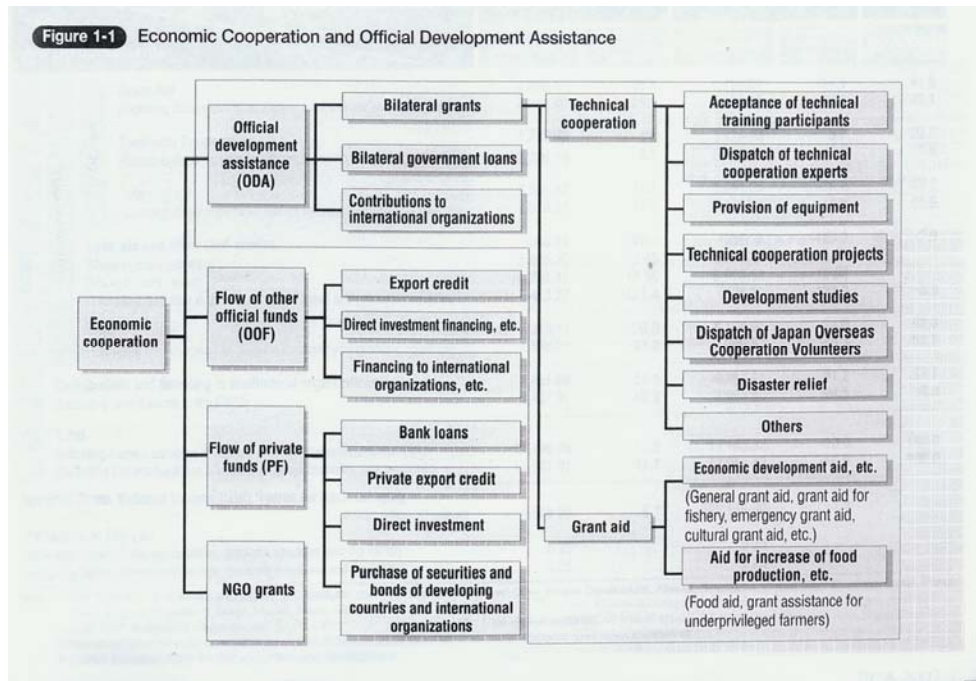 Figure 1-1 Economic Cooperation and Official Development Assistance
Economic
cooperation
Official
development
assistance
(ODA)
Bilateral grants
Bilateral government loans
Contributions to
international organizations
Flow of other
official funds
(OOF)
Export credit
Direct investment financing, etc.
Financing to international
organizations, etc.
Flow of private
funds (PF)
Bank loans
Private export credit
Direct investment
Purchase of securities and
bonds of developing
countries and international
organizations
NGO grants
Technical
cooperation
Acceptance of technical
training participants
Dispatch of technical
cooperation experts
Provision of equipment
Technical cooperation projects
Development studies
Dispatch of Japan Overseas
Cooperation Volunteers
Disaster relief
Others
Grant aid
Economic development aid, etc.
(General grant aid, grant aid for
fishery, emergency grant aid,
cultural grant aid, etc.)
Aid for increase of food
production, etc.
(Food aid, grant assistance for
underprivileged farmers)